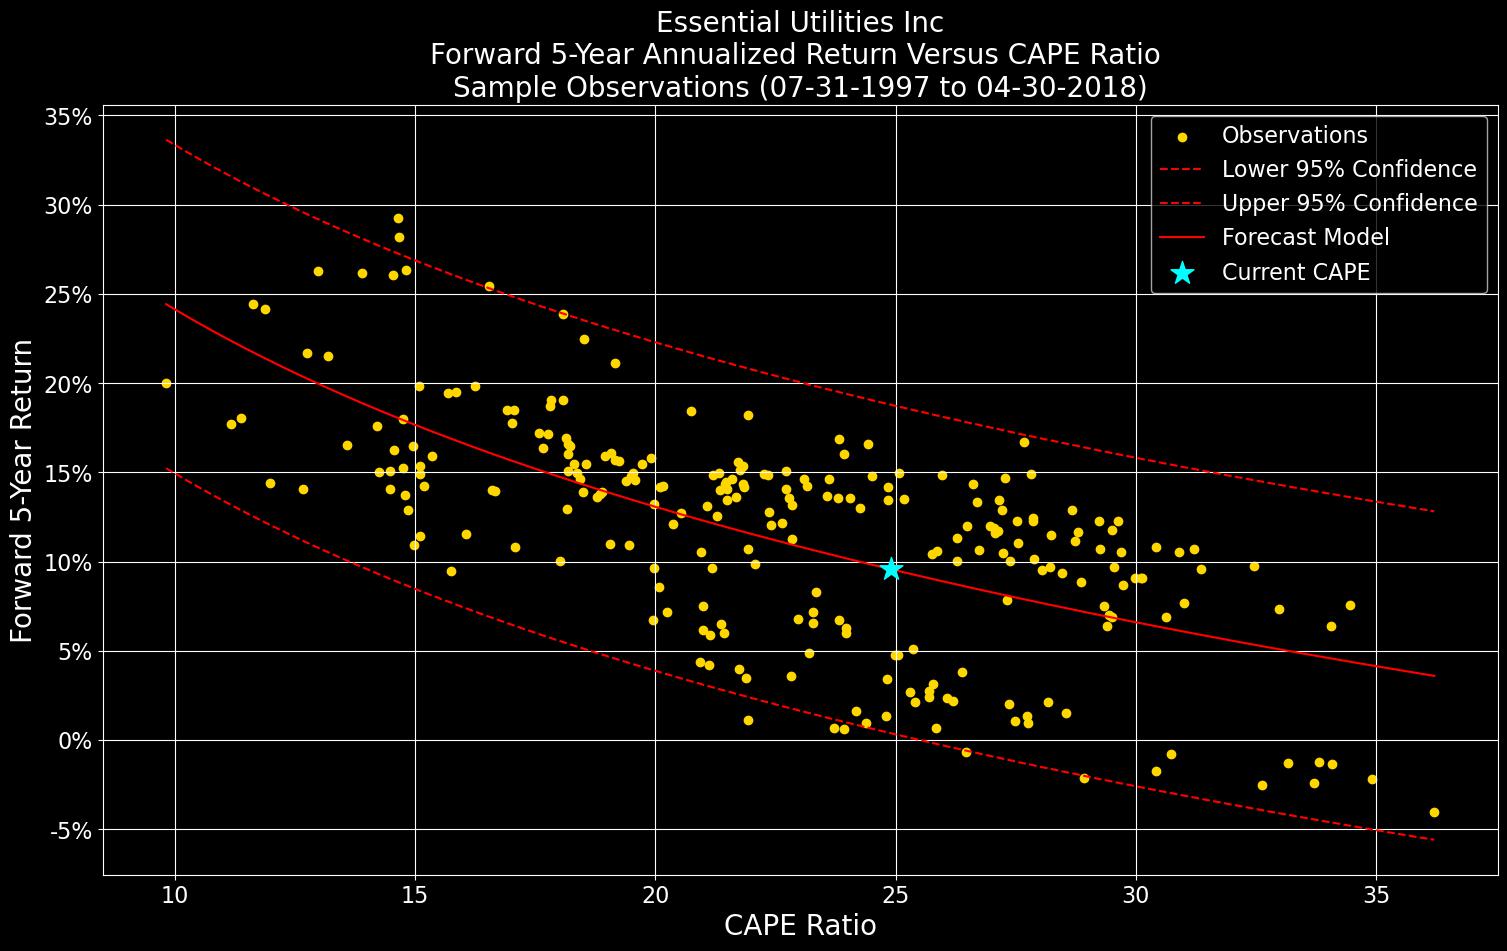 Essential Utilities Inc
Forward 5-Year Annualized Return Versus CAPE Ratio
Sample Observations (07-31-1997 to 04-30-2018)
35%
30%
25%
20%
15%
10%
5%
0%
-5%
Forward 5-Year Return
Observations
Lower 95% Confidence
Upper 95% Confidence
Forecast Model
Current CAPE
10 15 20 25 30 35
CAPE Ratio